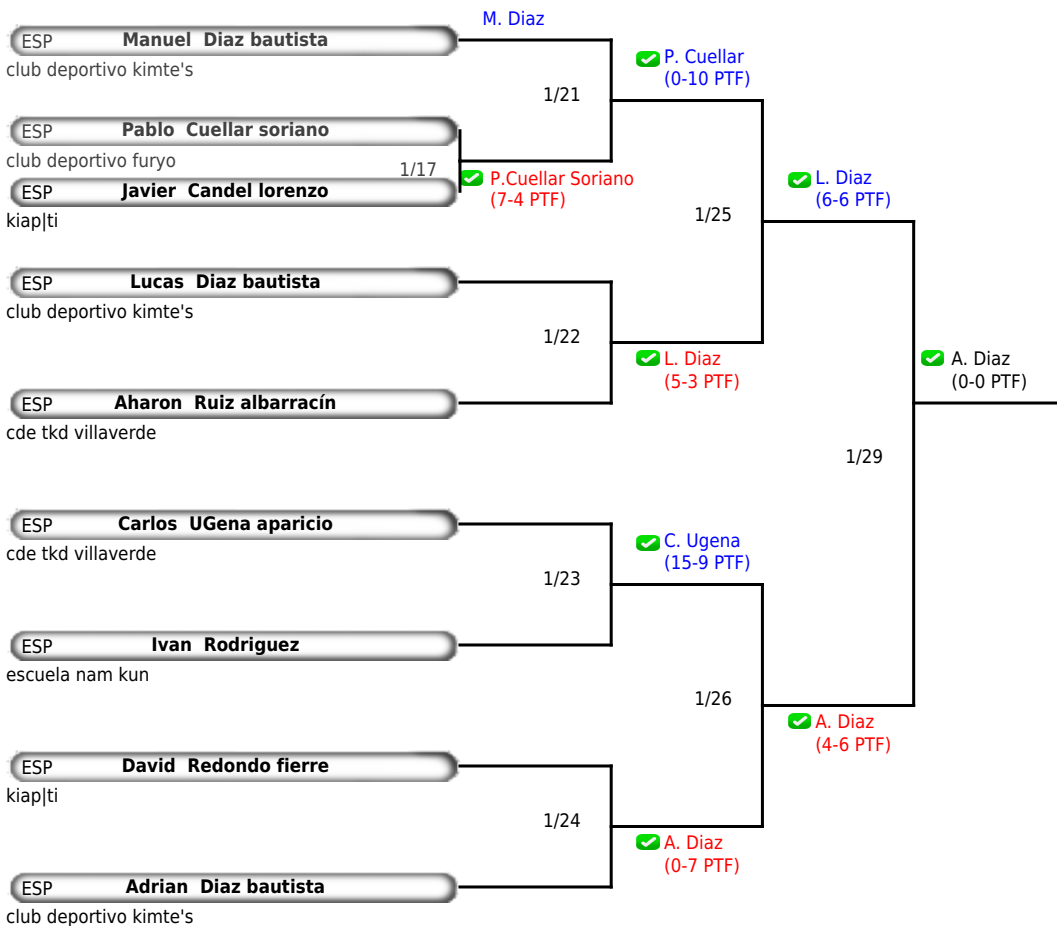 M. Diaz
ESP Manuel Diaz bautista
club deportivo kimte's
P. Cuellar
(0-10 PTF)
1/21
ESP Pablo Cuellar soriano
club deportivo furyo
1/17
P.Cuellar Soriano
(7-4 PTF)
ESP Javier Candel lorenzo
kiap|ti
L. Diaz
(6-6 PTF)
1/25
ESP Lucas Diaz bautista
club deportivo kimte's
1/22
L. Diaz
(5-3 PTF)
A. Diaz
(0-0 PTF)
ESP Aharon Ruiz albarracín
cde tkd villaverde
1/29
ESP Carlos UGena aparicio
cde tkd villaverde
C. Ugena
(15-9 PTF)
1/23
ESP Ivan Rodriguez
escuela nam kun
1/26
A. Diaz
(4-6 PTF)
ESP David Redondo fierre
kiap|ti
1/24
A. Diaz
(0-7 PTF)
ESP Adrian Diaz bautista
club deportivo kimte's